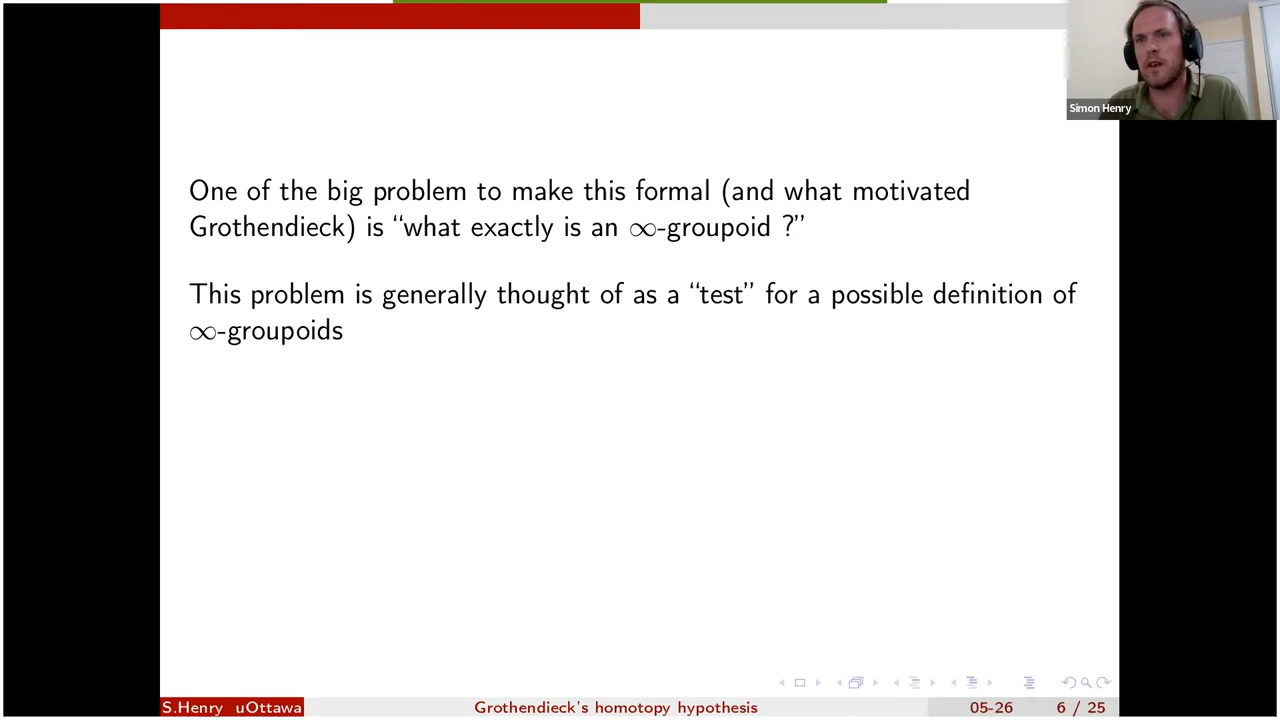 Simon Henry
One of the big problem to make this formal (and what motivated
Grothendieck) is “what exactly is an ∞-groupoid ?”
This problem is generally thought of as a “test” for a possible definition of
∞-groupoids
S.Henry uOttawa
Grothendieck's homotopy hypothesis
05-26
6 / 25